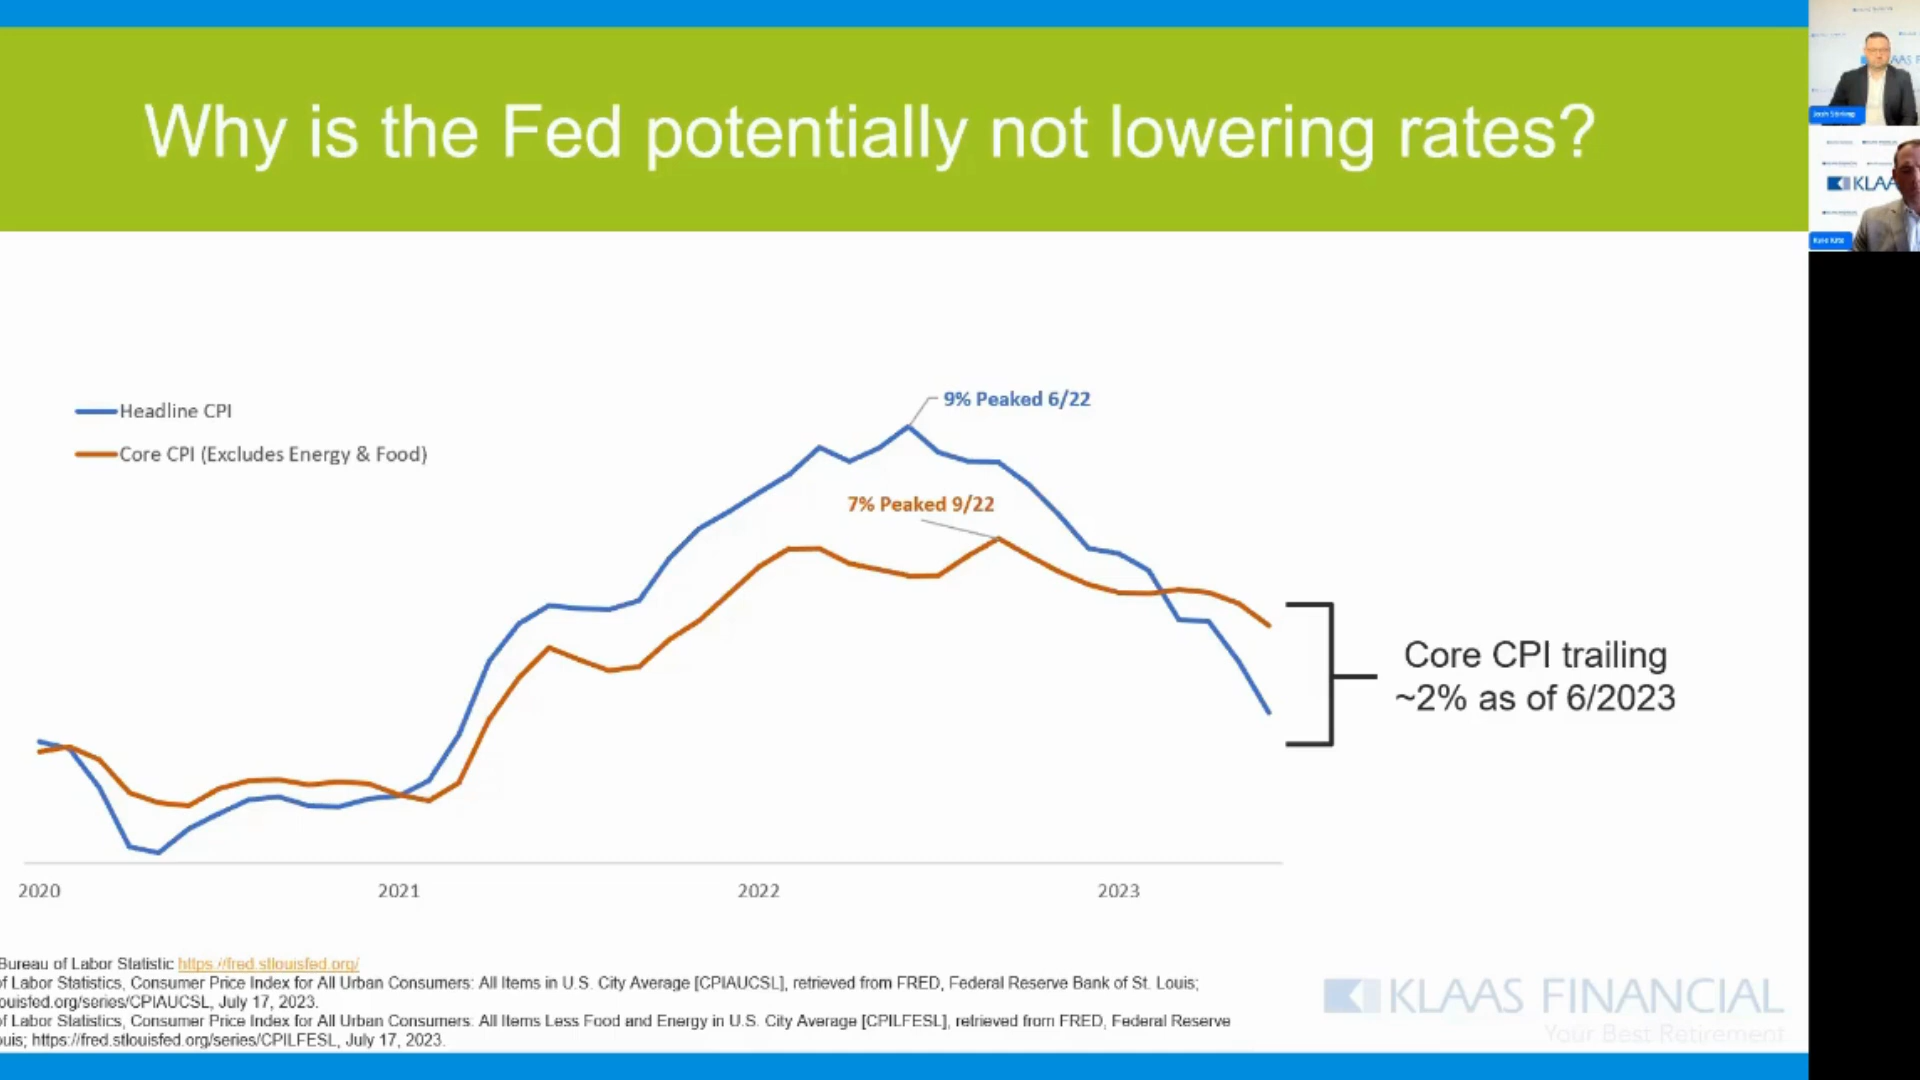 Why is the Fed potentially not lowering rates?
KLAAS
Headline CPI
Core CPI (Excludes Energy & Food)
9% Peaked 6/22
7% Peaked 9/22
Core CPI trailing
~2% as of 6/2023
2020 2021 2022 2023
Bureau of Labor Statistic https://fred.stlouisfed.org/
of Labor Statistics, Consumer Price Index for All Urban Consumers: All Items in U.S. City Average [CPIAUCSL], retrieved from FRED, Federal Reserve Bank of St. Louis;
ouisfed.org/series/CPIAUCSL, July 17, 2023.
of Labor Statistics, Consumer Price Index for All Urban Consumers: All Items Less Food and Energy in U.S. City Average [CPILFESL], retrieved from FRED, Federal Reserve
ouis; https://fred.stlouisfed.org/series/CPILFESL, July 17, 2023.
KLAAS FINANCIAL
Your Best Retirement